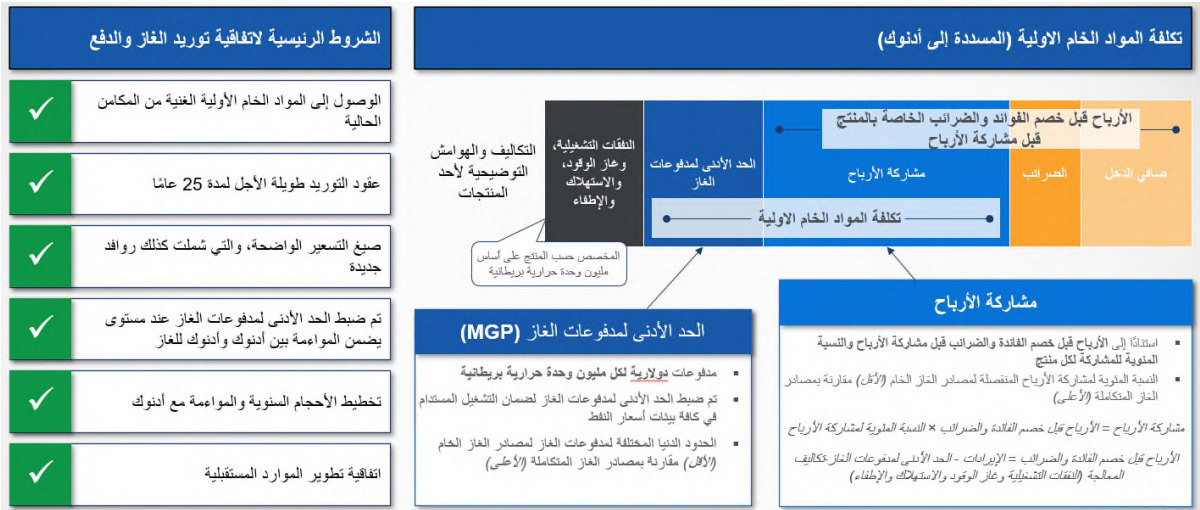 الشروط الرئيسية لاتفاقية توريد الغاز والدفع
الوصول إلى المواد الخام الأولية الغنية من المكامن
الحالية
عقود التوريد طويلة الأجل لمدة 25 عامًا
صيغ التسعير الواضحة، والتي شملت كذلك روافد
جديدة
تم ضبط الحد الأدنى لمدفوعات الغاز عند مستوى
يضمن المواءمة بين أدنوك وأدنوك للغاز
تخطيط الأحجام السنوية والمواءمة مع أدنوك
اتفاقية تطوير الموارد المستقبلية
تكلفة المواد الخام الاولية (المسددة إلى أدنوك)
التكاليف والهوامش
التوضيحية لأحد
المنتجات
النفقات التشغيلية،
وغاز الوقود،
والاستهلاك
والإطفاء
الحد الأدنى لمدفوعات
الغاز
مشاركة الأرباح
الضرائب
صافي الدخل
الأرباح قبل خصم الفوائد والضرائب الخاصة بالمنتج
قبل مشاركة الأرباح
تكلفة المواد الخام الاولية
المخصص حسب المنتج على أساس
مليون وحدة حرارية بريطانية
الحد الأدنى لمدفوعات الغاز (MGP)
▪ مدفوعات دولارية لكل مليون وحدة حرارية بريطانية
▪ تم ضبط الحد الأدنى لمدفوعات الغاز لضمان التشغيل المستدام
في كافة بيئات أسعار النفط
▪ الحدود الدنيا المختلفة لمدفوعات الغاز لمصادر الغاز الخام
(الأقل) مقارنة بمصادر الغاز المتكاملة (الأعلى)
مشاركة الأرباح
▪ استنادًا إلى الأرباح قبل خصم الفائدة والضرائب قبل مشاركة الأرباح والنسبة
المئوية للمشاركة لكل منتج
▪ النسبة المئوية لمشاركة الأرباح المنفصلة لمصادر الغاز الخام (الأقل) مقارنة بمصادر
الغاز المتكاملة (الأعلى)
مشاركة الأرباح = الأرباح قبل خصم الفائدة والضرائب × النسبة المئوية لمشاركة الأرباح
الأرباح قبل خصم الفائدة والضرائب = الإيرادات - الحد الأدنى لمدفوعات الغاز-تكاليف
المعالجة (النفقات التشغيلية وغاز الوقود والاستهلاك والإطفاء)